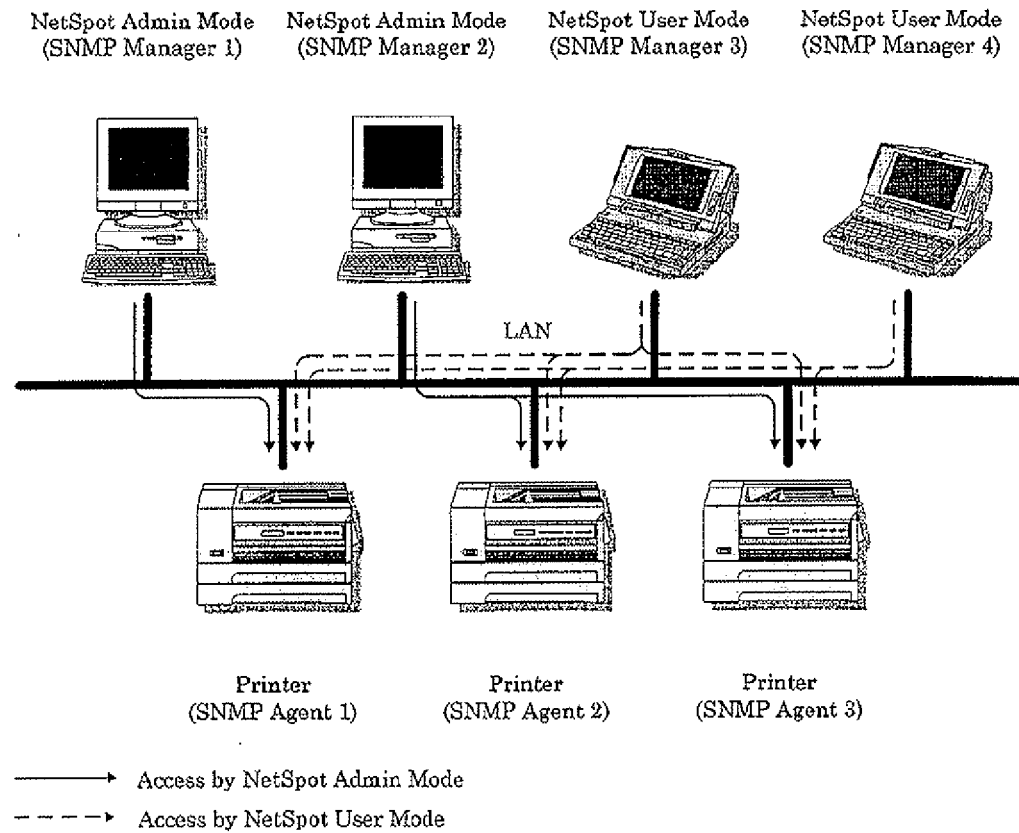 NetSpot Admin Mode
(SNMP Manager 1)
NetSpot Admin Mode
(SNMP Manager 2)
NetSpot User Mode
(SNMP Manager 3)
NetSpot User Mode
(SNMP Manager 4)
LAN
Printer
(SNMP Agent 1)
Printer
(SNMP Agent 2)
Printer
(SNMP Agent 3)
Access by NetSpot Admin Mode
Access by NetSpot User Mode